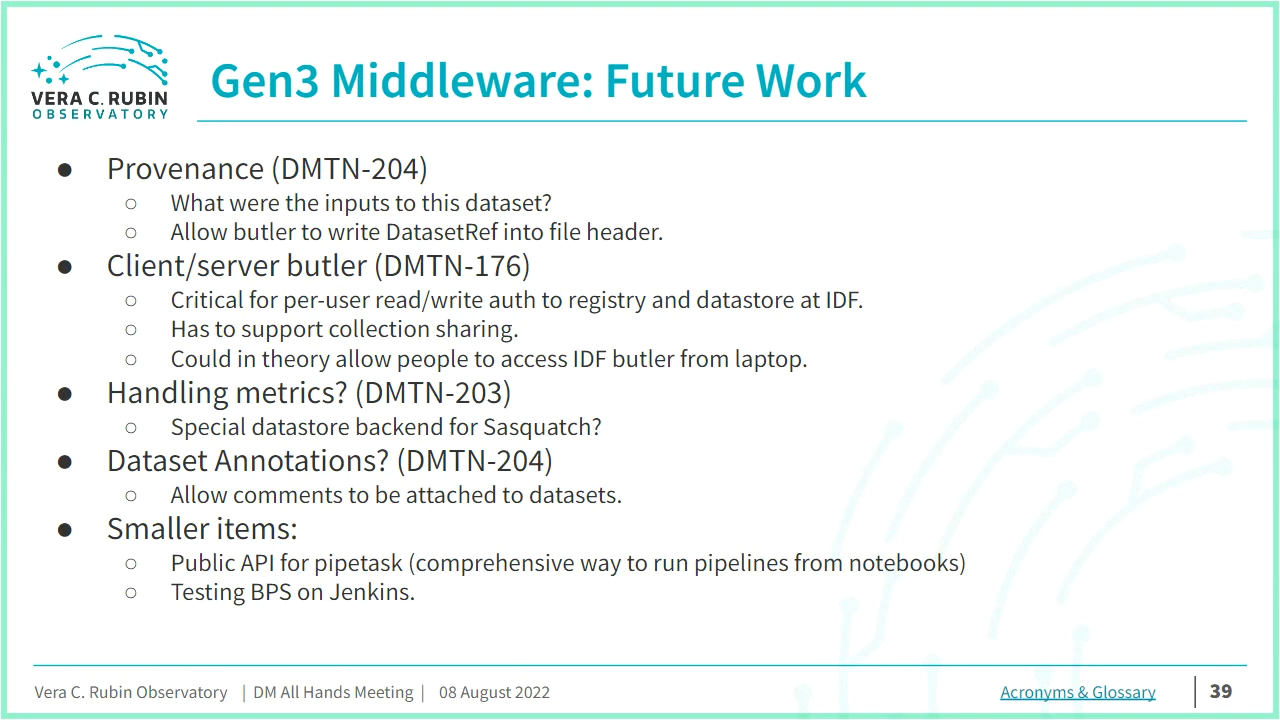 VERA C. RUBIN
OBSERVATORY
Gen3 Middleware: Future Work
● Provenance (DMTN-204)
○ What were the inputs to this dataset?
○ Allow butler to write DatasetRef into file header.
● Client/server butler (DMTN-176)
○ Critical for per-user read/write auth to registry and datastore at IDF.
○ Has to support collection sharing.
○ Could in theory allow people to access IDF butler from laptop.
● Handling metrics? (DMTN-203)
○ Special datastore backend for Sasquatch?
● Dataset Annotations? (DMTN-204)
○ Allow comments to be attached to datasets.
● Smaller items:
○ Public API for pipetask (comprehensive way to run pipelines from notebooks)
○ Testing BPS on Jenkins.
Vera C. Rubin Observatory | DM All Hands Meeting | 08 August 2022
Acronyms & Glossary | 39